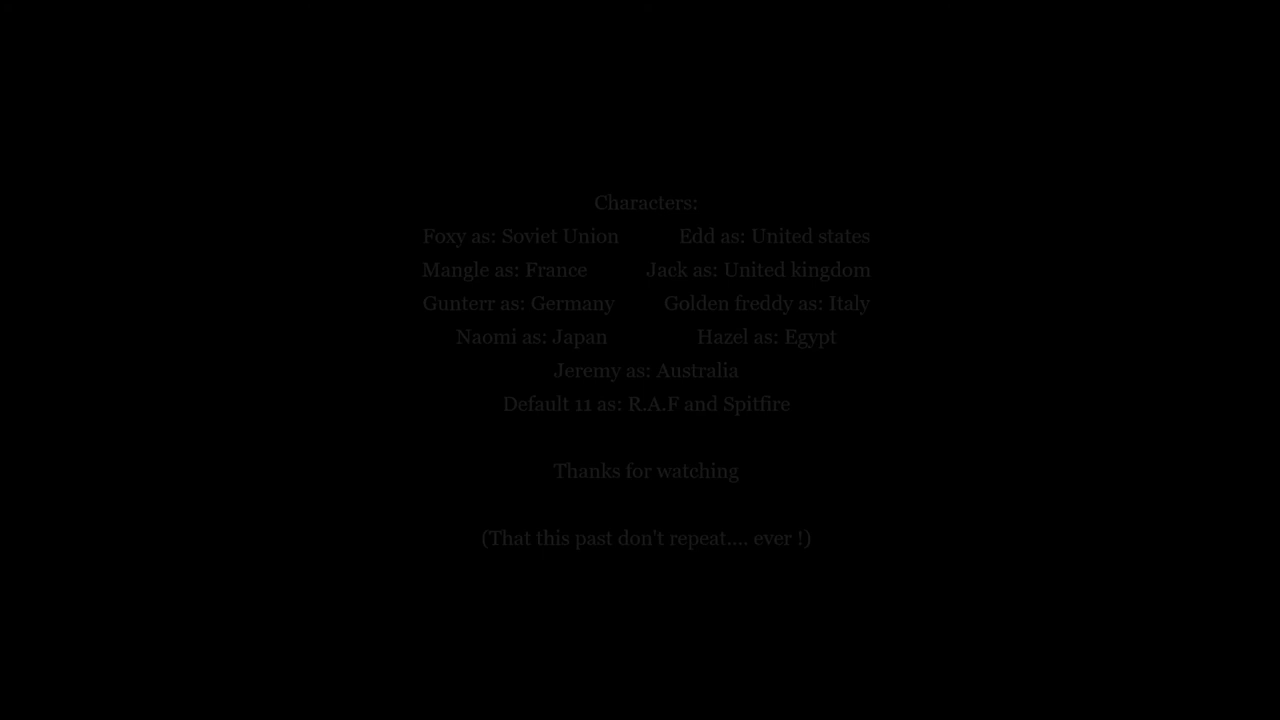 Characters:
Foxy as: Soviet Union Edd as: United states
Mangle as: France Jack as: United kingdom
Gunterr as: Germany Golden freddy as: Italy
Naomi as: Japan Hazel as: Egypt
Jeremy as: Australia
Default 11 as: R.A.F and Spitfire
Thanks for watching
(That this past don't repeat.... ever !)